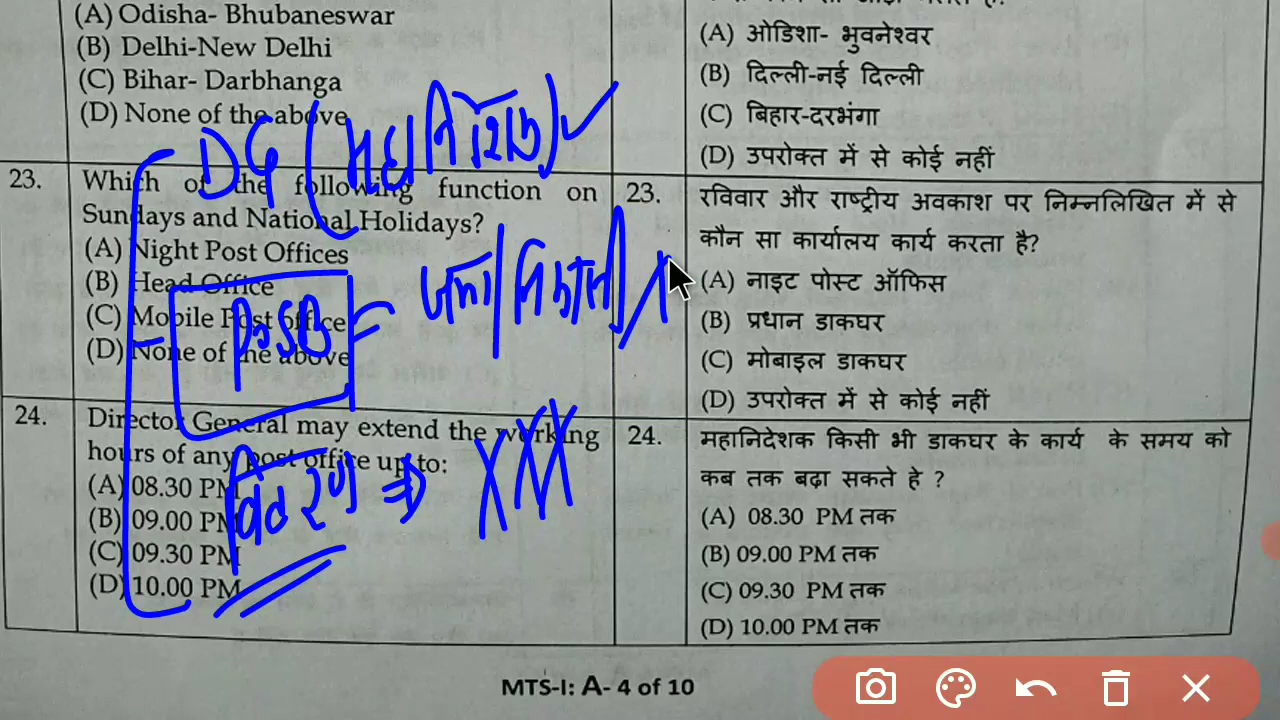 (A) Odisha- Bhubaneswar
(B) Delhi-New Delhi
(C) Bihar- Darbhanga
(D) None of the above
23. Which of the following function on
Sundays and National Holidays?
(A) Night Post Offices
(B) Head Office
(C) Mobile Post office
(D) None of the above
24. Director General may extend the working
hours of any post office up to:
(A) 08.30 PM
(B) 09.00 PM
(C) 09.30 PM
(D) 10.00 PM
(A) ओडिशा- भुवनेश्वर
(B) दिल्ली-नई दिल्ली
(C) बिहार-दरभंगा
(D) उपरोक्त में से कोई नहीं
23. रविवार और राष्ट्रीय अवकाश पर निम्नलिखित में से
कौन सा कार्यालय कार्य करता है?
(A) नाइट पोस्ट ऑफिस
(B) प्रधान डाकघर
(C) मोबाइल डाकघर
(D) उपरोक्त में से कोई नहीं
24. महानिदेशक किसी भी डाकघर के कार्य के समय को
कब तक बढ़ा सकते हे ?
(A) 08.30 PM तक
(B) 09.00 PM तक
(C) 09.30 PM तक
(D) 10.00 PM तक
DG
POSB =
XXX
MTS-I: A- 4 of 10